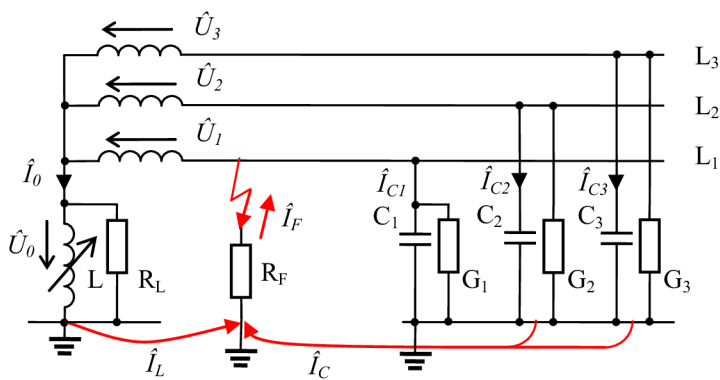 Û3
L3
Û2
L2
Û1
L1
Î0
ÎC1
ÎC2
ÎC3
ÎF
C1
C2
C3
Û0
L
RL
RF
G1
G2
G3
ÎL
ÎC